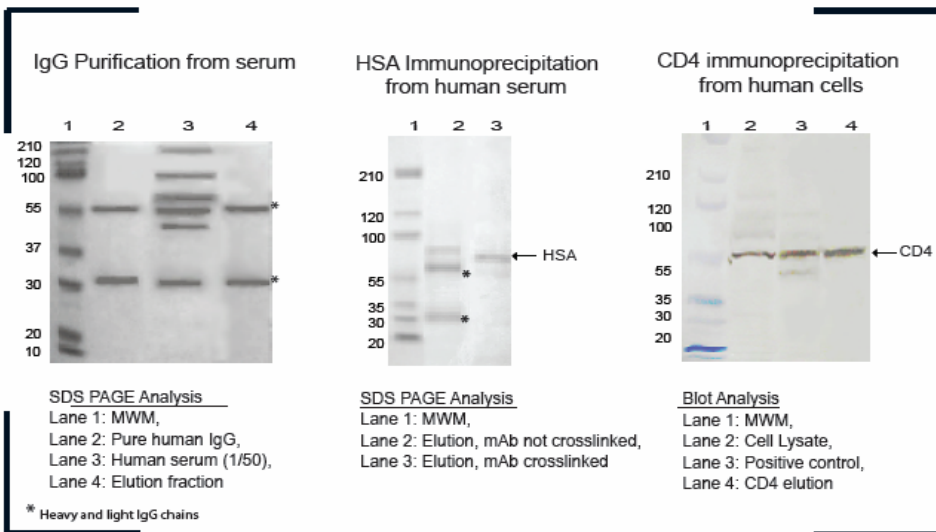 IgG Purification from serum
1 2 3 4
210
120
100
55
37
30
20
10
*
*
SDS PAGE Analysis
Lane 1: MWM,
Lane 2: Pure human IgG,
Lane 3: Human serum (1/50),
Lane 4: Elution fraction
* Heavy and light IgG chains
HSA Immunoprecipitation
from human serum
1 2 3
210
120
100
55
35
30
20
HSA
*
*
SDS PAGE Analysis
Lane 1: MWM,
Lane 2: Elution, mAb not crosslinked,
Lane 3: Elution, mAb crosslinked
CD4 immunoprecipitation
from human cells
1 2 3 4
210
120
100
55
35
30
20
CD4
Blot Analysis
Lane 1: MWM,
Lane 2: Cell Lysate,
Lane 3: Positive control,
Lane 4: CD4 elution